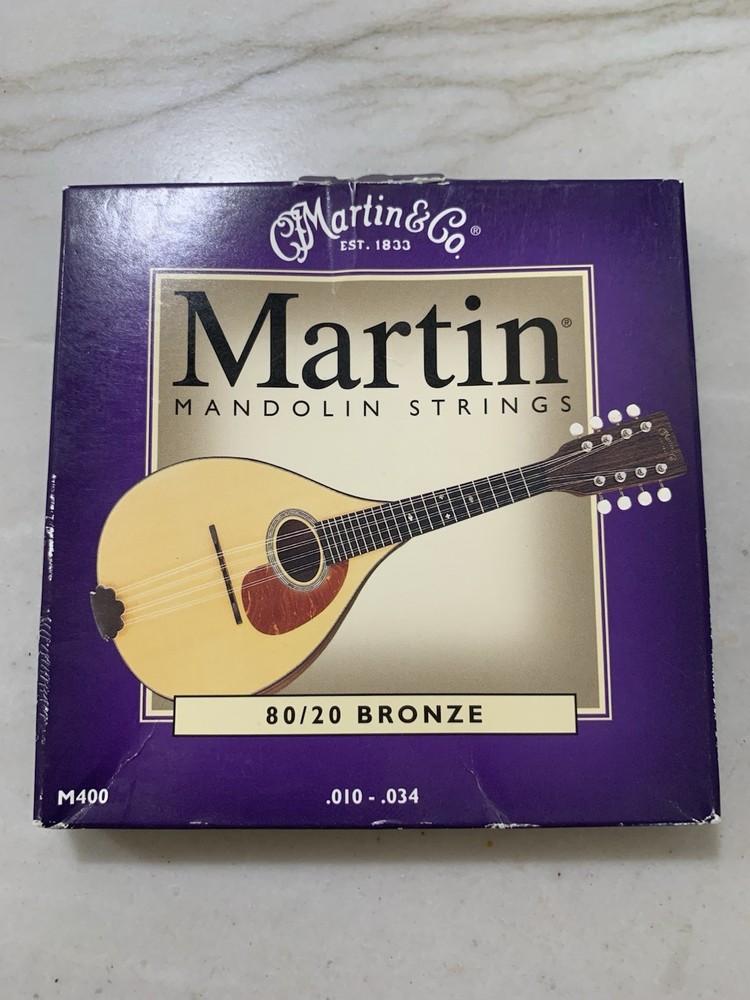 CFMartin & Co.®
EST. 1833
Martin®
MANDOLIN STRINGS
80/20 BRONZE
M400
.010 - .034